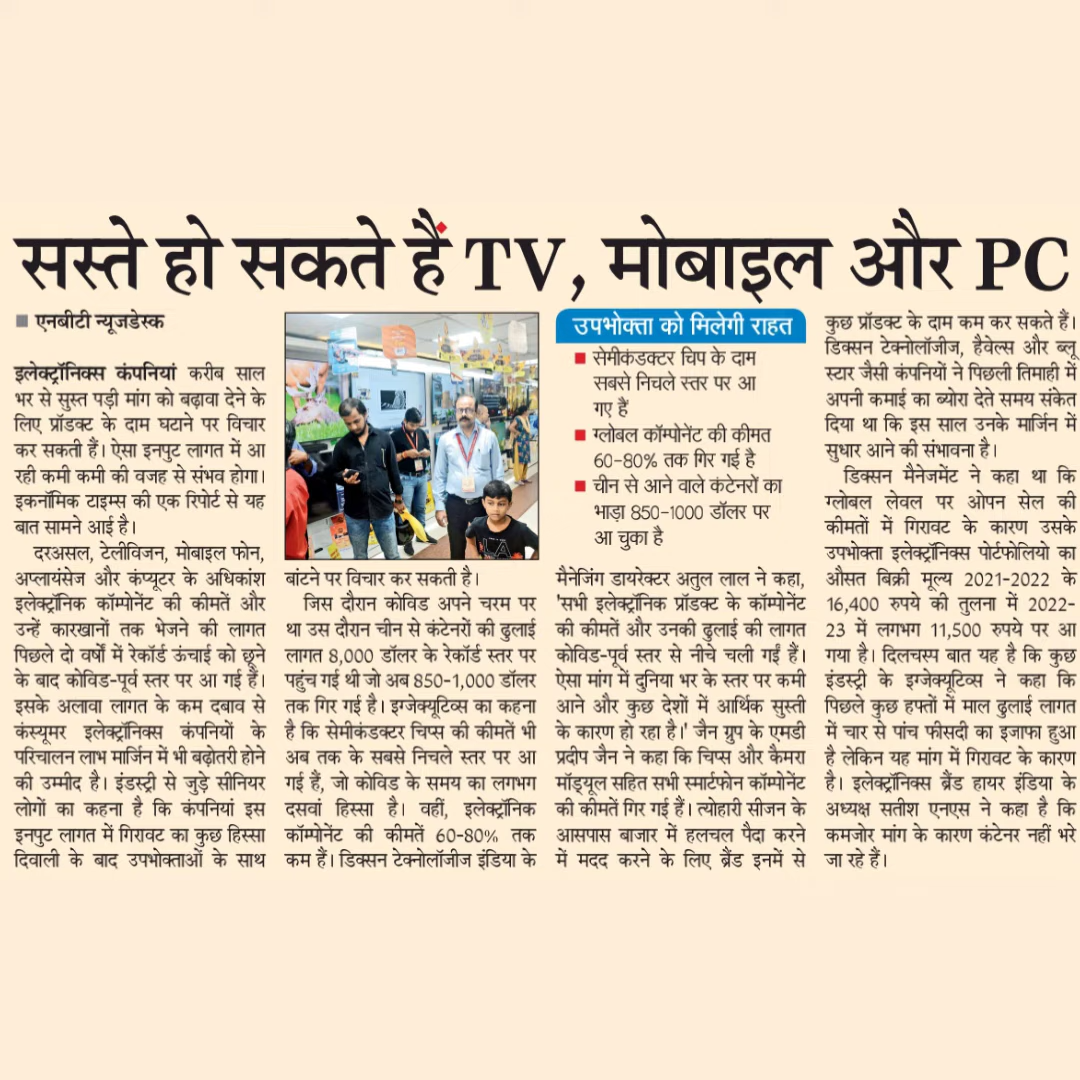 सस्ते हो सकते हैं TV, मोबाइल और PC
एनबीटी न्यूजडेस्क
इलेक्ट्रॉनिक्स कंपनियां करीब साल
भर से सुस्त पड़ी मांग को बढ़ावा देने के
लिए प्रॉडक्ट के दाम घटाने पर विचार
कर सकती हैं। ऐसा इनपुट लागत में आ
रही कमी कमी की वजह से संभव होगा।
इकनॉमिक टाइम्स की एक रिपोर्ट से यह
बात सामने आई है।
दरअसल, टेलीविजन, मोबाइल फोन,
अप्लायंसेज और कंप्यूटर के अधिकांश
इलेक्ट्रॉनिक कॉम्पोनेंट की कीमतें और
उन्हें कारखानों तक भेजने की लागत
पिछले दो वर्षों में रेकॉर्ड ऊंचाई को छूने
के बाद कोविड-पूर्व स्तर पर आ गई हैं।
इसके अलावा लागत के कम दबाव से
कंस्यूमर इलेक्ट्रॉनिक्स कंपनियों के
परिचालन लाभ मार्जिन में भी बढ़ोतरी होने
की उम्मीद है। इंडस्ट्री से जुड़े सीनियर
लोगों का कहना है कि कंपनियां इस
इनपुट लागत में गिरावट का कुछ हिस्सा
दिवाली के बाद उपभोक्ताओं के साथ
बांटने पर विचार कर सकती है।
जिस दौरान कोविड अपने चरम पर
था उस दौरान चीन से कंटेनरों की ढुलाई
लागत 8,000 डॉलर के रेकॉर्ड स्तर पर
पहुंच गई थी जो अब 850-1,000 डॉलर
तक गिर गई है। इग्जेक्यूटिव्स का कहना
है कि सेमीकंडक्टर चिप्स की कीमतें भी
अब तक के सबसे निचले स्तर पर आ
गई हैं, जो कोविड के समय का लगभग
दसवां हिस्सा है। वहीं, इलेक्ट्रॉनिक
कॉम्पोनेंट की कीमतें 60-80% तक
कम हैं। डिक्सन टेक्नोलॉजीज इंडिया के
उपभोक्ता को मिलेगी राहत
सेमीकंडक्टर चिप के दाम
सबसे निचले स्तर पर आ
गए हैं
ग्लोबल कॉम्पोनेंट की कीमत
60-80% तक गिर गई है
चीन से आने वाले कंटेनरों का
भाड़ा 850-1000 डॉलर पर
आ चुका है
मैनेजिंग डायरेक्टर अतुल लाल ने कहा,
'सभी इलेक्ट्रॉनिक प्रॉडक्ट के कॉम्पोनेंट
की कीमतें और उनकी ढुलाई की लागत
कोविड-पूर्व स्तर से नीचे चली गईं हैं।
ऐसा मांग में दुनिया भर के स्तर पर कमी
आने और कुछ देशों में आर्थिक सुस्ती
के कारण हो रहा है।' जैन ग्रुप के एमडी
प्रदीप जैन ने कहा कि चिप्स और कैमरा
मॉड्यूल सहित सभी स्मार्टफोन कॉम्पोनेंट
की कीमतें गिर गई हैं। त्योहारी सीजन के
आसपास बाजार में हलचल पैदा करने
में मदद करने के लिए ब्रैंड इनमें से
कुछ प्रॉडक्ट के दाम कम कर सकते हैं।
डिक्सन टेक्नोलॉजीज, हैवेल्स और ब्लू
स्टार जैसी कंपनियों ने पिछली तिमाही में
अपनी कमाई का ब्योरा देते समय संकेत
दिया था कि इस साल उनके मार्जिन में
सुधार आने की संभावना है।
डिक्सन मैनेजमेंट ने कहा था कि
ग्लोबल लेवल पर ओपन सेल की
कीमतों में गिरावट के कारण उसके
उपभोक्ता इलेक्ट्रॉनिक्स पोर्टफोलियो का
औसत बिक्री मूल्य 2021-2022 के
16,400 रुपये की तुलना में 2022-
23 में लगभग 11,500 रुपये पर आ
गया है। दिलचस्प बात यह है कि कुछ
इंडस्ट्री के इग्जेक्यूटिव्स ने कहा कि
पिछले कुछ हफ्तों में माल ढुलाई लागत
में चार से पांच फीसदी का इजाफा हुआ
है लेकिन यह मांग में गिरावट के कारण
है। इलेक्ट्रॉनिक्स ब्रैंड हायर इंडिया के
अध्यक्ष सतीश एनएस ने कहा है कि
कमजोर मांग के कारण कंटेनर नहीं भरे
जा रहे हैं।